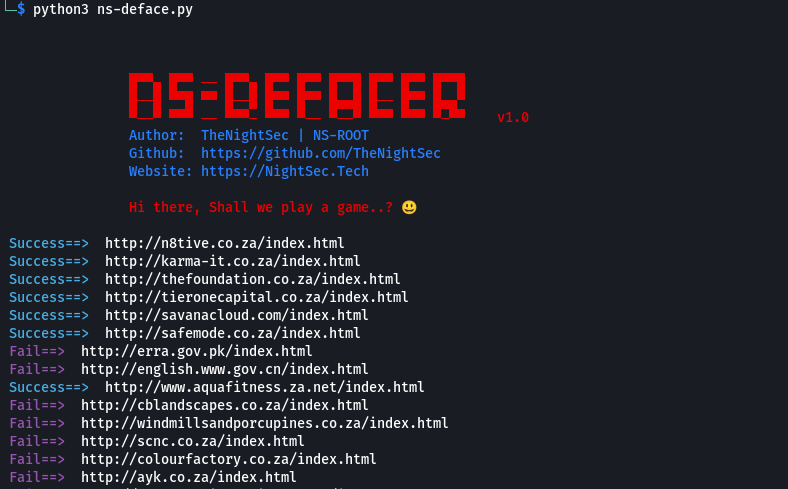 $ python3 ns-deface.py
NS-DEFACER v1.0
Author: TheNightSec | NS-ROOT
Github: https://github.com/TheNightSec
Website: https://NightSec.Tech
Hi there, Shall we play a game..? 😃
Success==> http://n8tive.co.za/index.html
Success==> http://karma-it.co.za/index.html
Success==> http://thefoundation.co.za/index.html
Success==> http://tieronecapital.co.za/index.html
Success==> http://savanacloud.com/index.html
Success==> http://safemode.co.za/index.html
Fail==> http://erra.gov.pk/index.html
Fail==> http://english.www.gov.cn/index.html
Success==> http://www.aquafitness.za.net/index.html
Fail==> http://cblandscapes.co.za/index.html
Fail==> http://windmillsandporcupines.co.za/index.html
Fail==> http://scnc.co.za/index.html
Fail==> http://colourfactory.co.za/index.html
Fail==> http://ayk.co.za/index.html